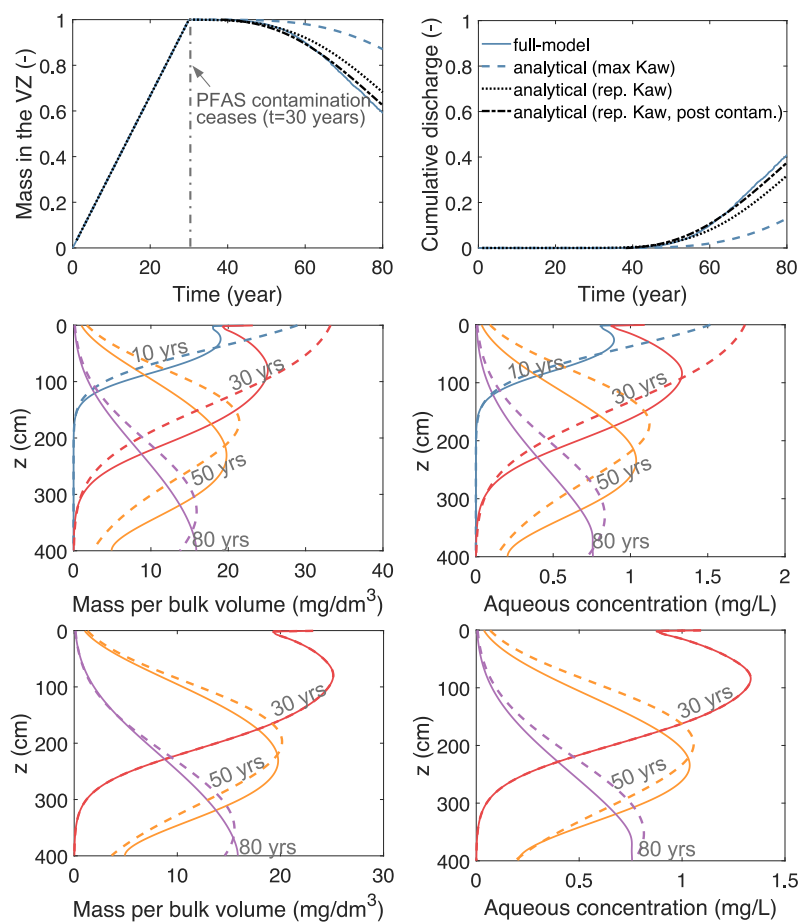 1
0.8
0.6
0.4
0.2
0
Mass in the VZ (-)
PFAS contamination
ceases (t=30 years)
0 20 40 60 80
Time (year)
1
0.8
0.6
0.4
0.2
0
Cumulative discharge (-)
full-model
analytical (max Kaw)
analytical (rep. Kaw)
analytical (rep. Kaw, post contam.)
0 20 40 60 80
Time (year)
0
100
200
300
400
z (cm)
10 yrs
30 yrs
50 yrs
80 yrs
0 10 20 30 40
Mass per bulk volume (mg/dm³)
0
100
200
300
400
z (cm)
10 yrs
30 yrs
50 yrs
80 yrs
0 0.5 1 1.5 2
Aqueous concentration (mg/L)
0
100
200
300
400
z (cm)
30 yrs
50 yrs
80 yrs
0 10 20 30
Mass per bulk volume (mg/dm³)
0
100
200
300
400
z (cm)
30 yrs
50 yrs
80 yrs
0 0.5 1 1.5
Aqueous concentration (mg/L)